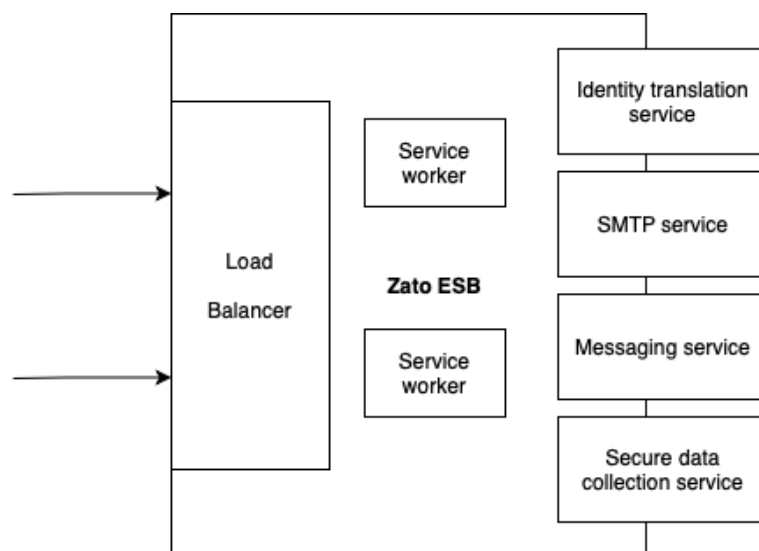 Identity translation
service
Service
worker
SMTP service
Load
Balancer
Zato ESB
Messaging service
Service
worker
Secure data
collection service